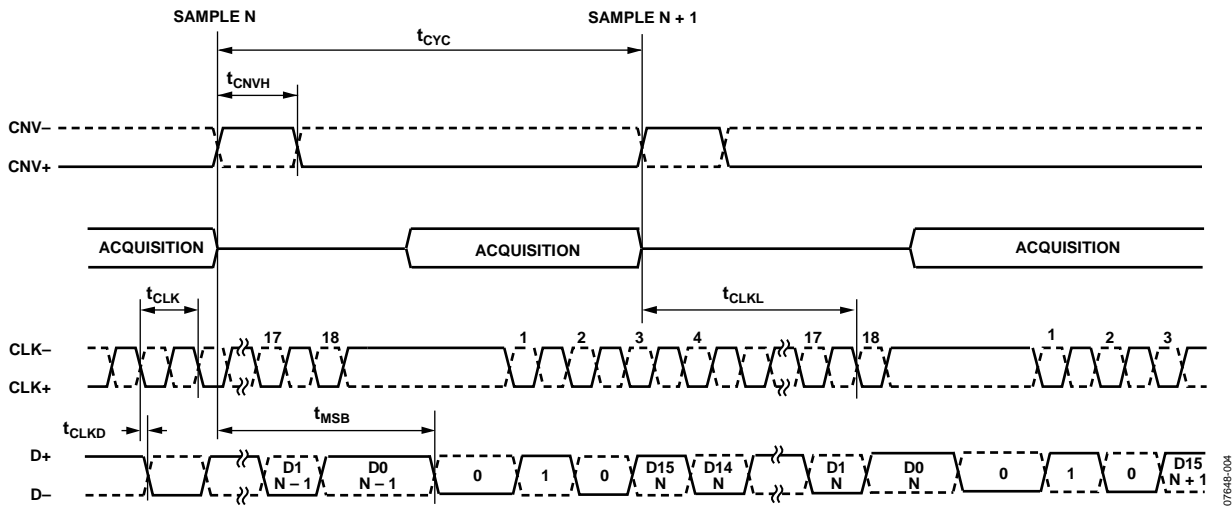 SAMPLE N SAMPLE N + 1
tCYC
tCNVH
CNV–
CNV+
ACQUISITION ACQUISITION ACQUISITION
tCLK tCLKL
17 18 1 2 3 4 17 18 1 2 3
CLK–
CLK+
tCLKD tMSB
D+
D1 D0 0 1 0 D15 D14 D1 D0 0 1 0 D15
N – 1 N – 1 N N N N N + 1
D–
07648-004